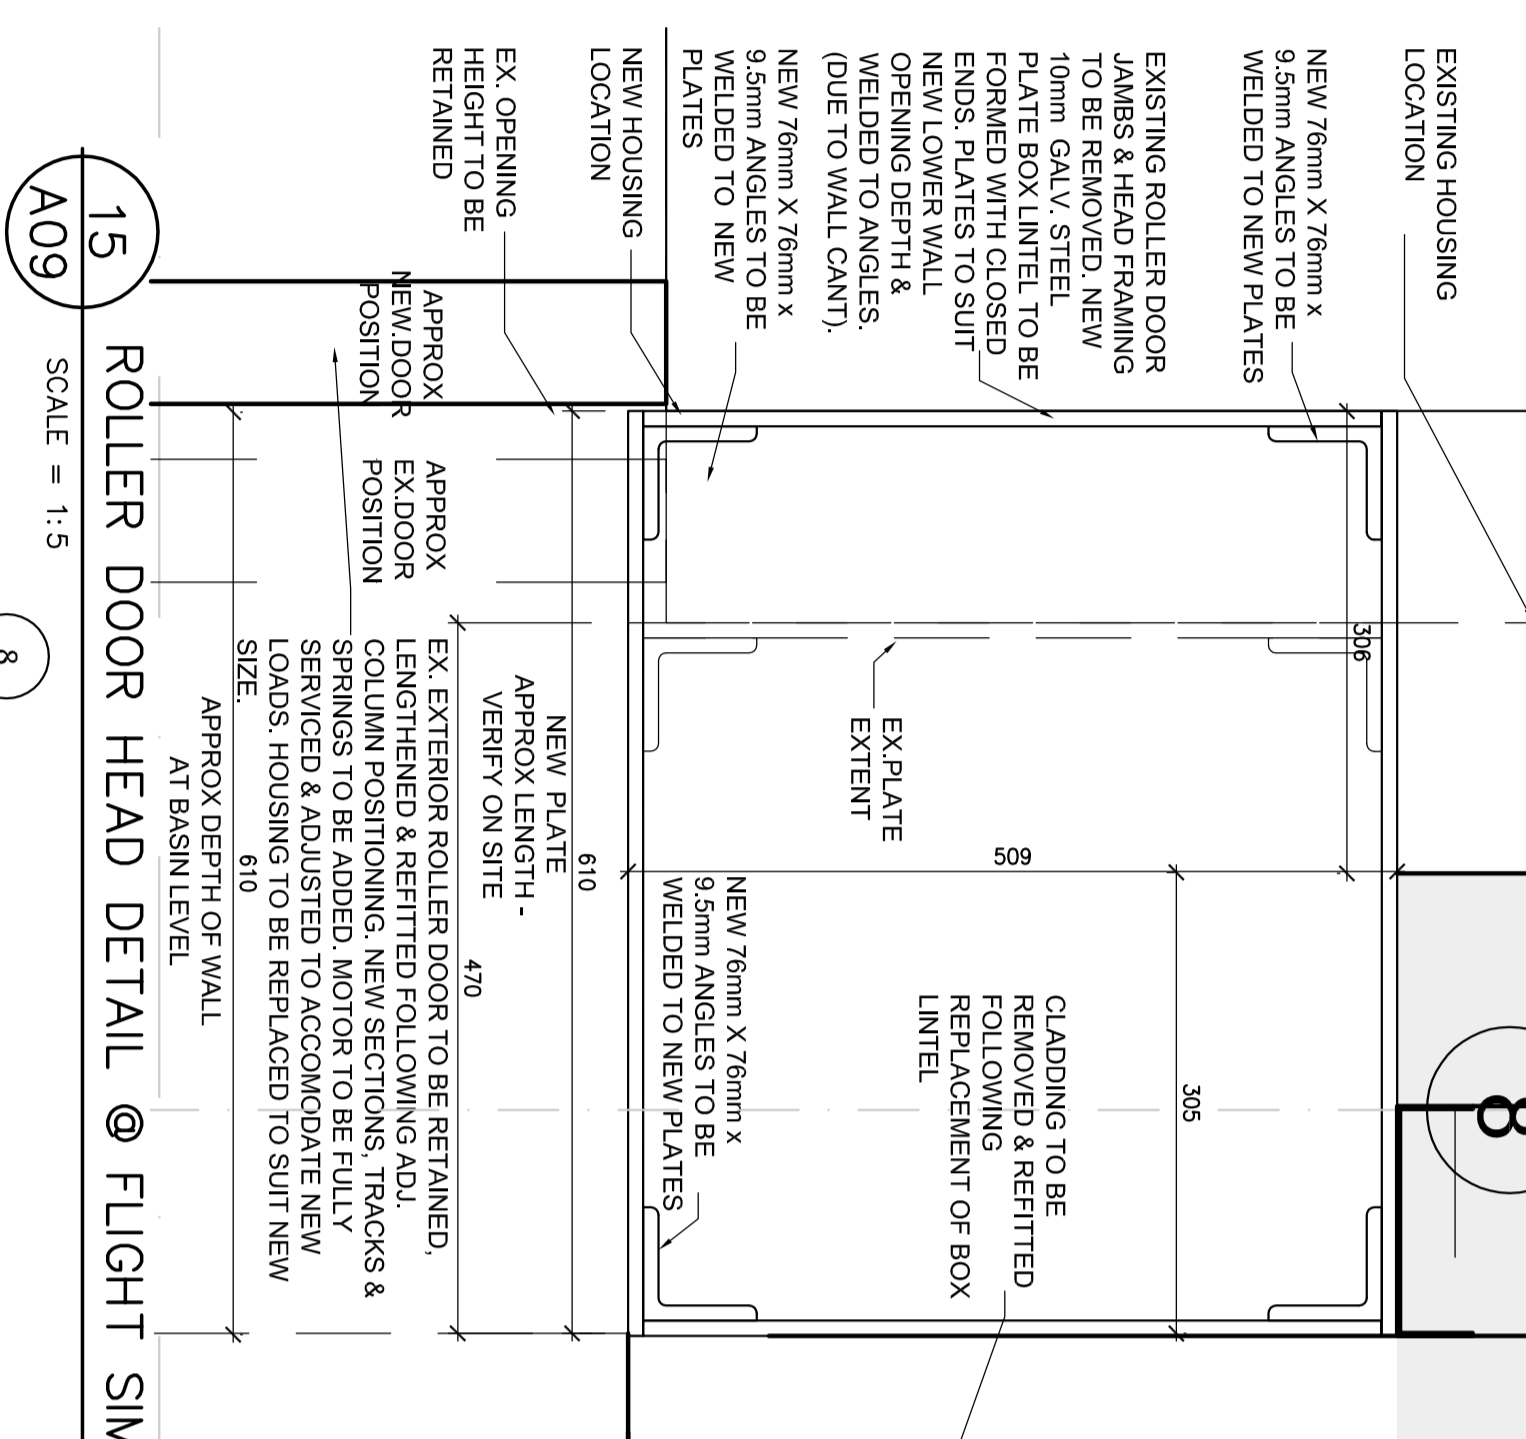 EXISTING HOUSING
LOCATION
NEW 76mm X 76mm x
9.5mm ANGLES TO BE
WELDED TO NEW PLATES
EXISTING ROLLER DOOR
JAMBS & HEAD FRAMING
TO BE REMOVED. NEW
10mm GALV. STEEL
PLATE BOX LINTEL TO BE
FORMED WITH CLOSED
ENDS. PLATES TO SUIT
NEW LOWER WALL
OPENING DEPTH &
WELDED TO ANGLES.
(DUE TO WALL CANT).
NEW 76mm X 76mm x
9.5mm ANGLES TO BE
WELDED TO NEW
PLATES
NEW HOUSING
LOCATION
EX. OPENING
HEIGHT TO BE
RETAINED
APPROX
NEW.DOOR
POSITION
APPROX
EX.DOOR
POSITION
306
EX.PLATE
EXTENT
509
305
8
CLADDING TO BE
REMOVED & REFITTED
FOLLOWING
REPLACEMENT OF BOX
LINTEL
NEW 76mm X 76mm x
9.5mm ANGLES TO BE
WELDED TO NEW PLATES
610
NEW PLATE
APPROX LENGTH -
VERIFY ON SITE
470
EX. EXTERIOR ROLLER DOOR TO BE RETAINED,
LENGTHENED & REFITTED FOLLOWING ADJ.
COLUMN POSITIONING. NEW SECTIONS, TRACKS &
SPRINGS TO BE ADDED. MOTOR TO BE FULLY
SERVICED & ADJUSTED TO ACCOMODATE NEW
LOADS. HOUSING TO BE REPLACED TO SUIT NEW
SIZE.
610
APPROX DEPTH OF WALL
AT BASIN LEVEL
15
A09
ROLLER DOOR HEAD DETAIL @ FLIGHT SIM
SCALE = 1:5
8